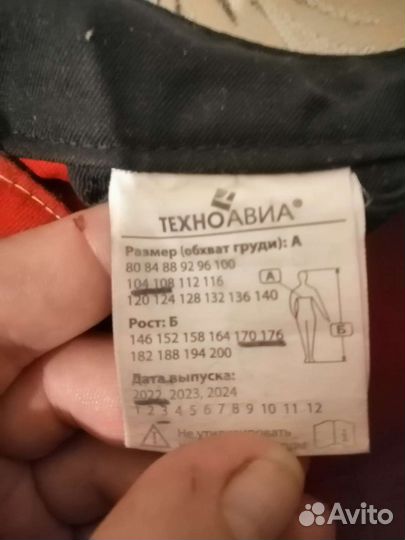 ТЕХНОАВИА®
Размер (обхват груди): А
80 84 88 92 96 100
104 108 112 116
120 124 128 132 136 140
А
Рост: Б
146 152 158 164 170 176
182 188 194 200
Б
Дата выпуска:
2022, 2023, 2024
1 2 3 4 5 6 7 8 9 10 11 12
Не утилизировать
Avito